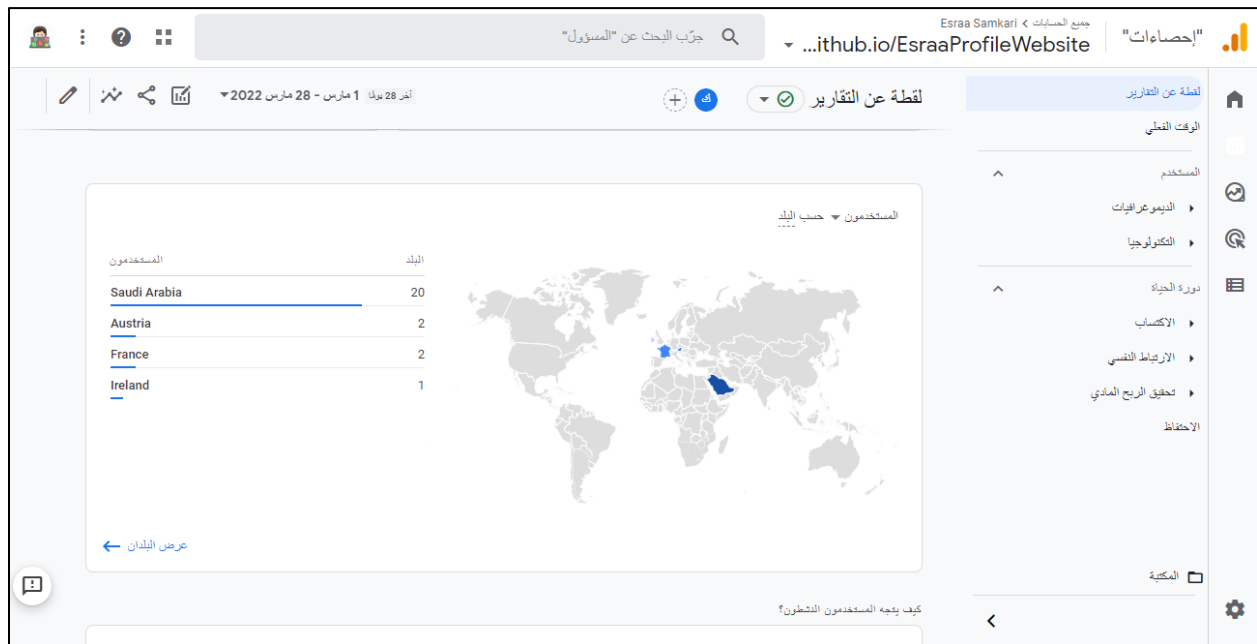 "إحصاءات"
جميع الحسابات > Esraa Samkari
...ithub.io/EsraaProfileWebsite
جرّب البحث عن "المسؤول"
لقطة عن التقارير
الوقت الفعلي
المستخدم
الديموغرافيات
التكنولوجيا
دورة الحياة
الاكتساب
الارتباط النفسي
تحقيق الربح المادي
الاحتفاظ
المكتبة
لقطة عن التقارير
ك
آخر 28 يومًا 1 مارس - 28 مارس 2022
المستخدمون حسب البلد
البلد المستخدمون
Saudi Arabia 20
Austria 2
France 2
Ireland 1
عرض البلدان
كيف يتجه المستخدمون النشطون؟